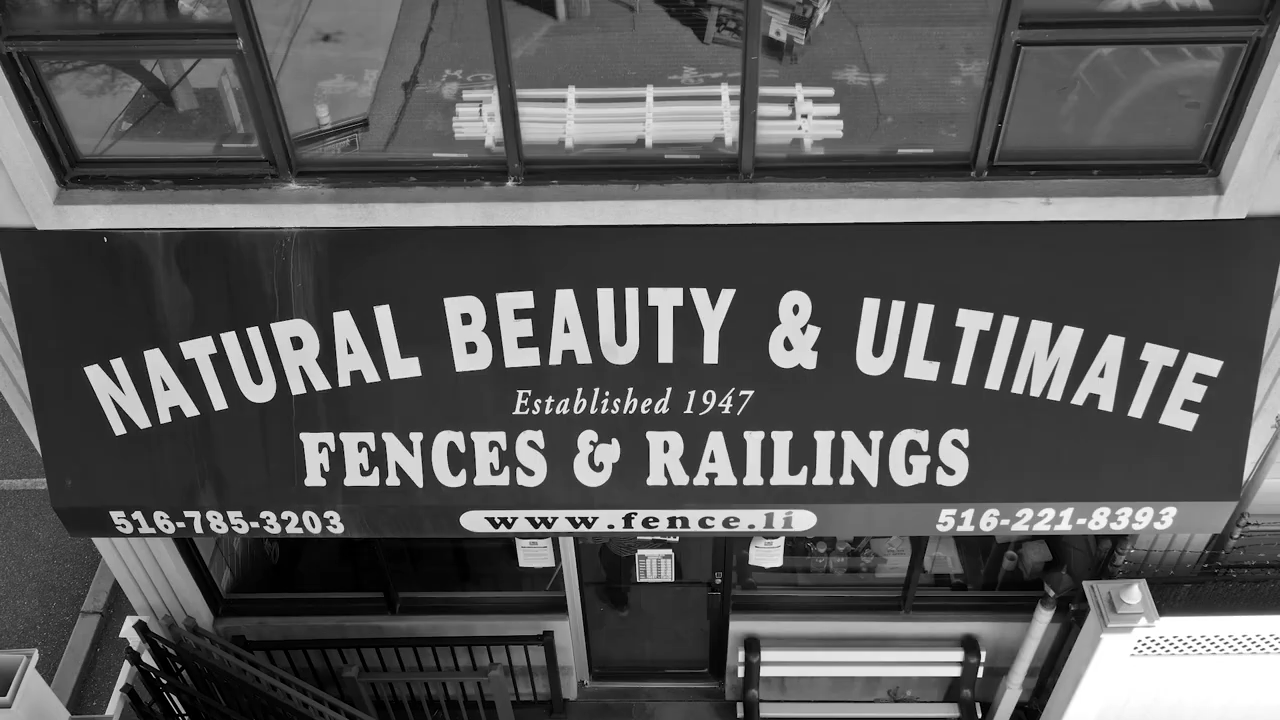 NATURAL BEAUTY & ULTIMATE
Established 1947
FENCES & RAILINGS
516-785-3203 www.fence.li 516-221-8393